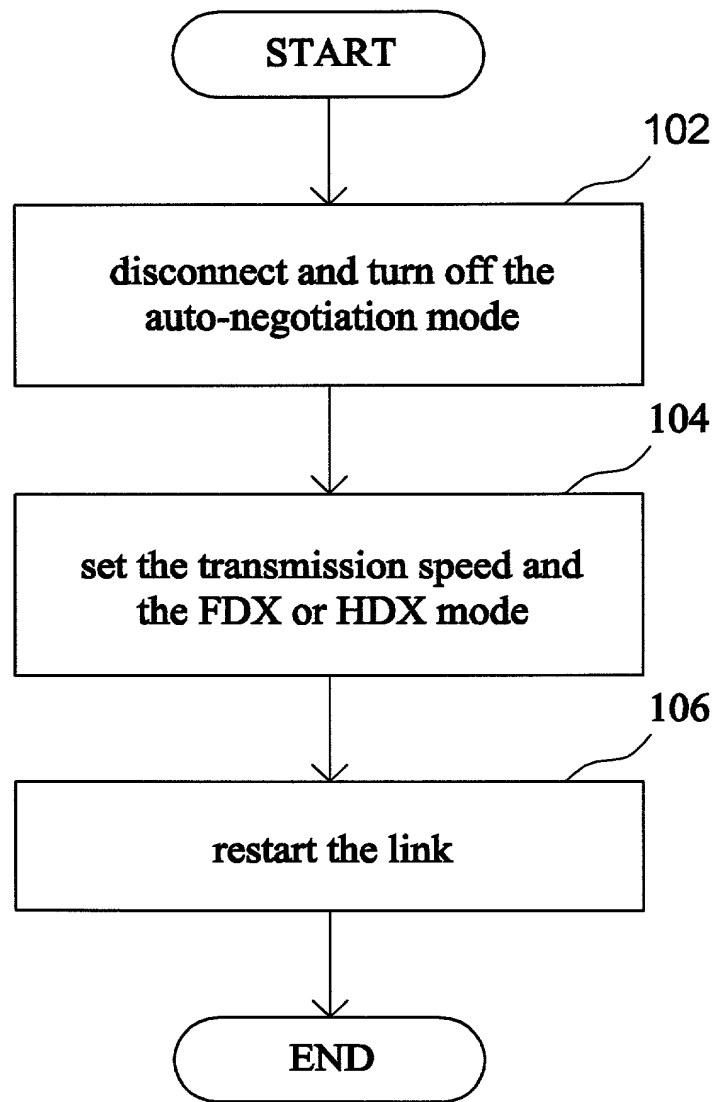 START
102
disconnect and turn off the
auto-negotiation mode
104
set the transmission speed and
the FDX or HDX mode
106
restart the link
END